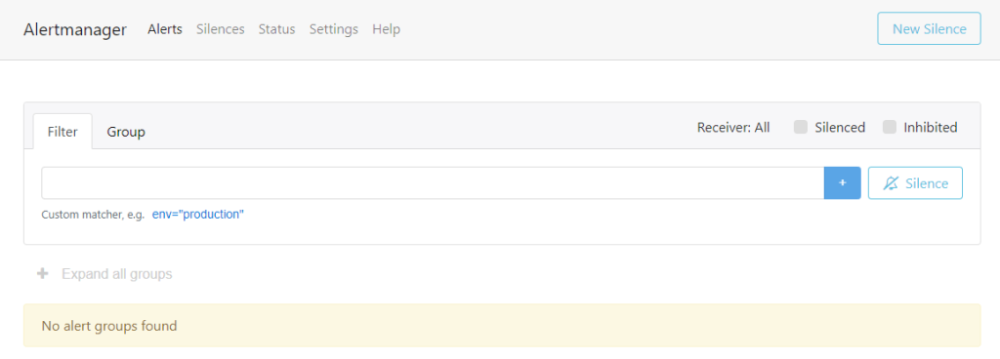 Alertmanager Alerts Silences Status Settings Help New Silence
Filter Group Receiver: All Silenced Inhibited
+ Silence
Custom matcher, e.g. env="production"
+ Expand all groups
No alert groups found